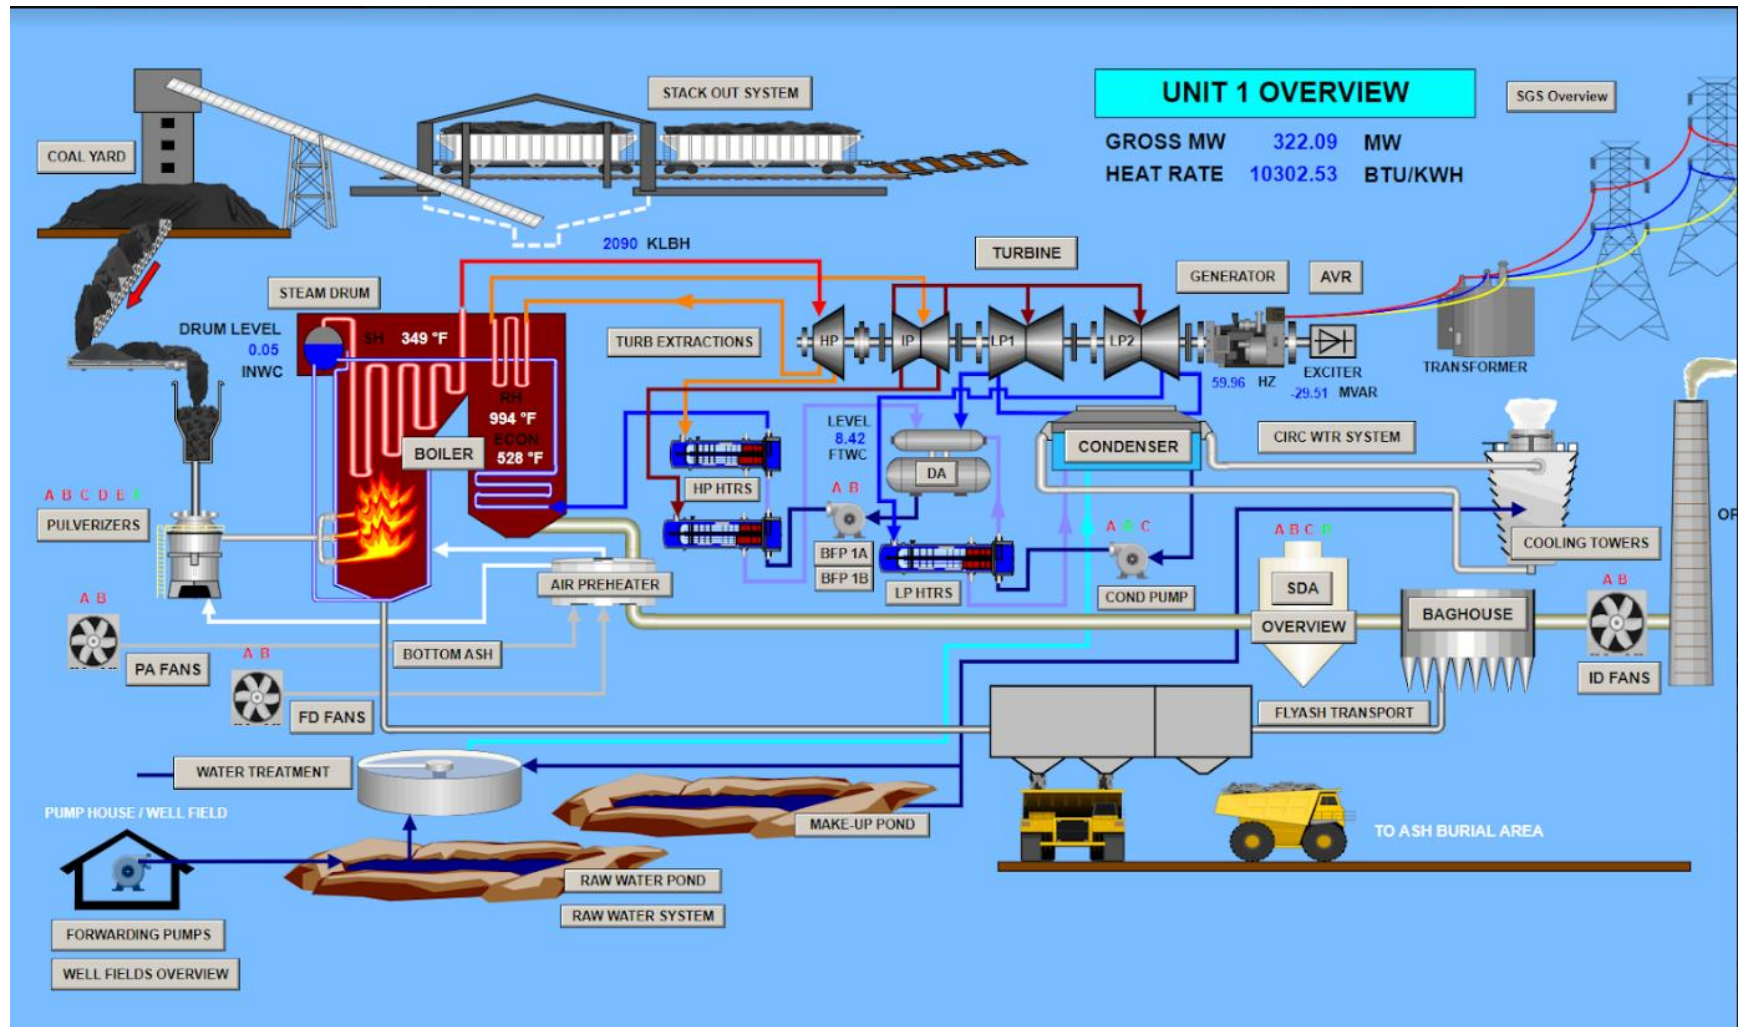 STACK OUT SYSTEM
UNIT 1 OVERVIEW
SGS Overview
GROSS MW 322.09 MW
HEAT RATE 10302.53 BTU/KWH
COAL YARD
2090 KLBH
TURBINE
GENERATOR
AVR
STEAM DRUM
DRUM LEVEL
0.05
INWC
SH 349 °F
TURB EXTRACTIONS
HP
IP
LP1
LP2
59.96 HZ
EXCITER
-29.51 MVAR
TRANSFORMER
RH
994 °F
ECON
528 °F
BOILER
LEVEL
8.42
FTWC
DA
CONDENSER
CIRC WTR SYSTEM
HP HTRS
A B
A B C D E
PULVERIZERS
BFP 1A
BFP 1B
LP HTRS
A B C
COND PUMP
A B C D
SDA
OVERVIEW
COOLING TOWERS
OP
AIR PREHEATER
BAGHOUSE
A B
ID FANS
A B
PA FANS
A B
FD FANS
BOTTOM ASH
FLYASH TRANSPORT
WATER TREATMENT
PUMP HOUSE / WELL FIELD
MAKE-UP POND
TO ASH BURIAL AREA
RAW WATER POND
RAW WATER SYSTEM
FORWARDING PUMPS
WELL FIELDS OVERVIEW